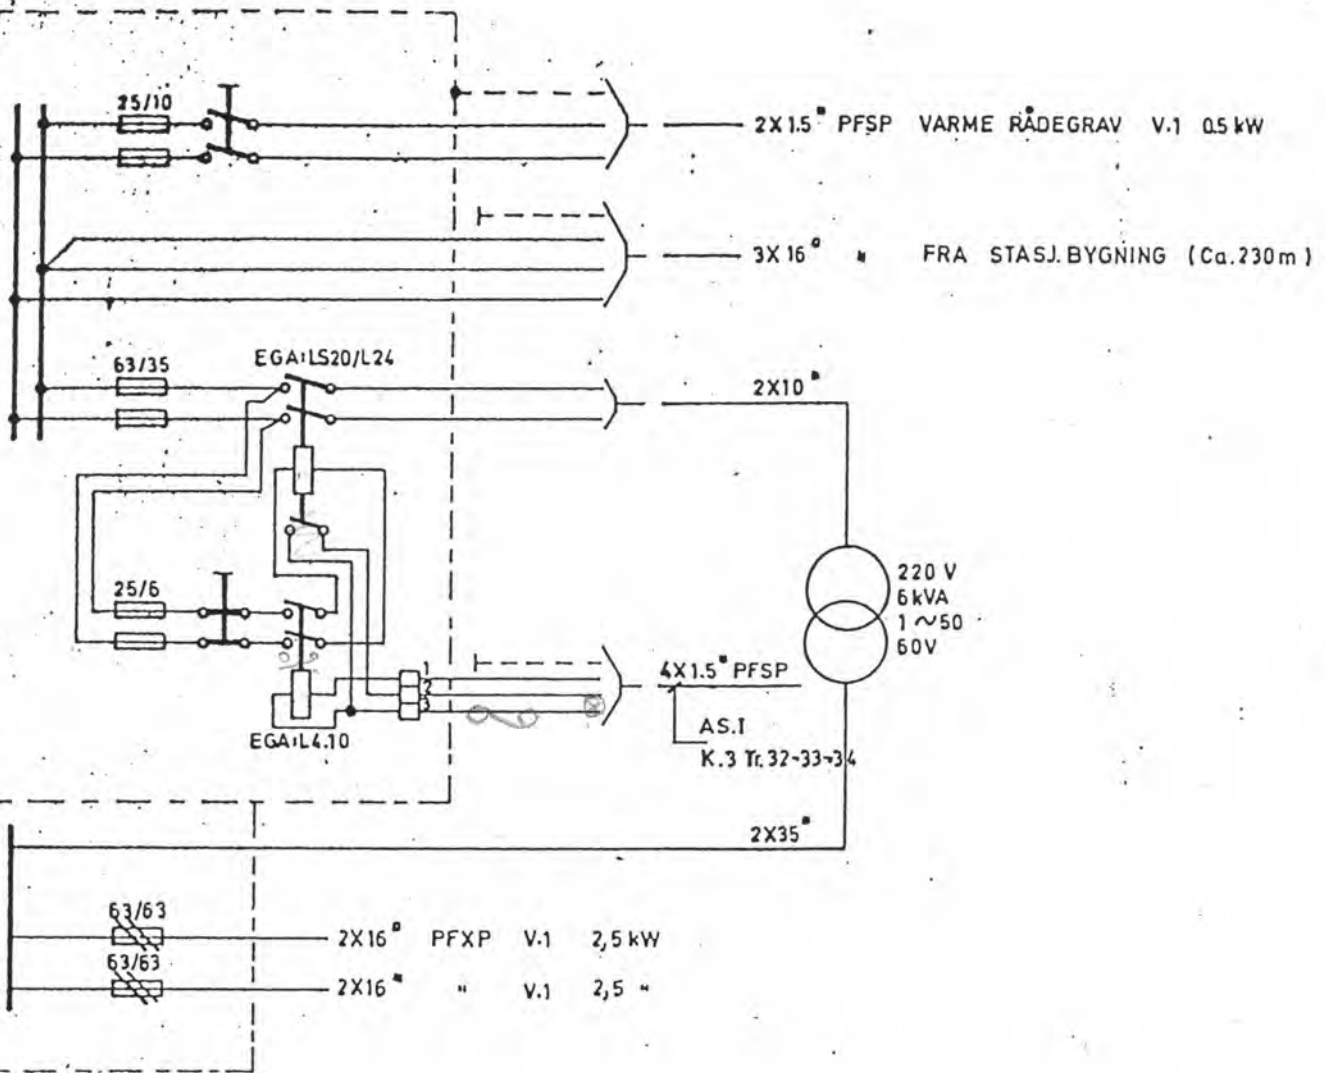 25/10
2X1.5▫ PFSP VARME RÅDEGRAV V.1 0.5 kW
3X16▫ " FRA STASJ. BYGNING (Ca. 230 m)
63/35
EGA:LS20/L24
2X10▫
220 V
6 kVA
1 ~ 50
60V
25/6
1
2
3
4X1.5▫ PFSP
EGA:L4.10
AS.I
K.3 Tr. 32-33-34
2X35▫
63/63
2X16▫ PFXP V.1 2,5 kW
63/63
2X16▫ " V.1 2,5 "